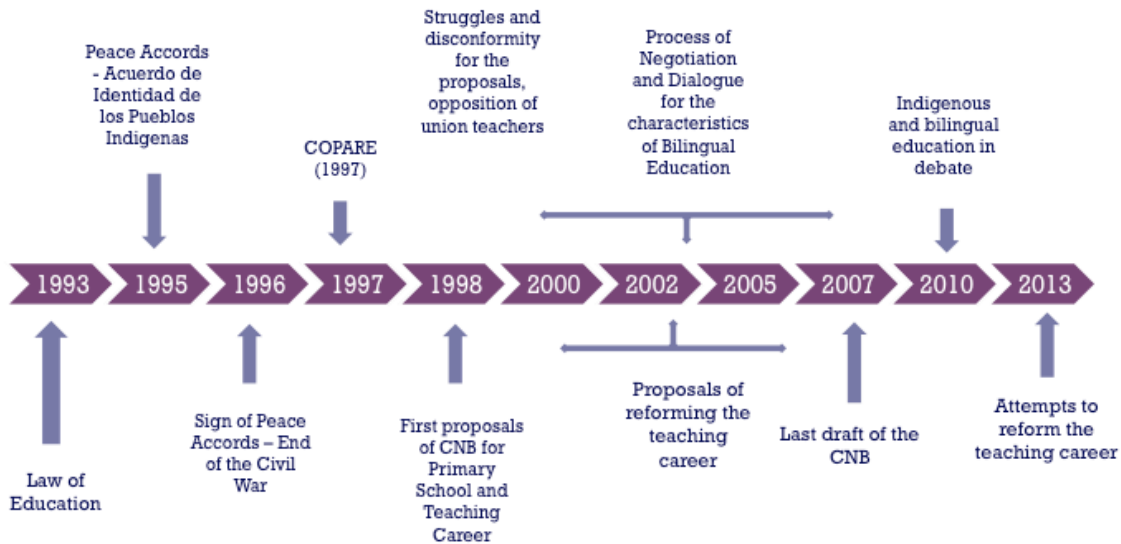 Peace Accords
- Acuerdo de
Identidad de
los Pueblos
Indigenas
COPARE
(1997)
Struggles and
disconformity
for the
proposals,
opposition of
union teachers
Process of
Negotiation
and Dialogue
for the
characteristics
of Bilingual
Education
Indigenous
and bilingual
education in
debate
1993
1995
1996
1997
1998
2000
2002
2005
2007
2010
2013
Law of
Education
Sign of Peace
Accords – End
of the Civil
War
First proposals
of CNB for
Primary
School and
Teaching
Career
Proposals of
reforming the
teaching
career
Last draft of the
CNB
Attempts to
reform the
teaching career